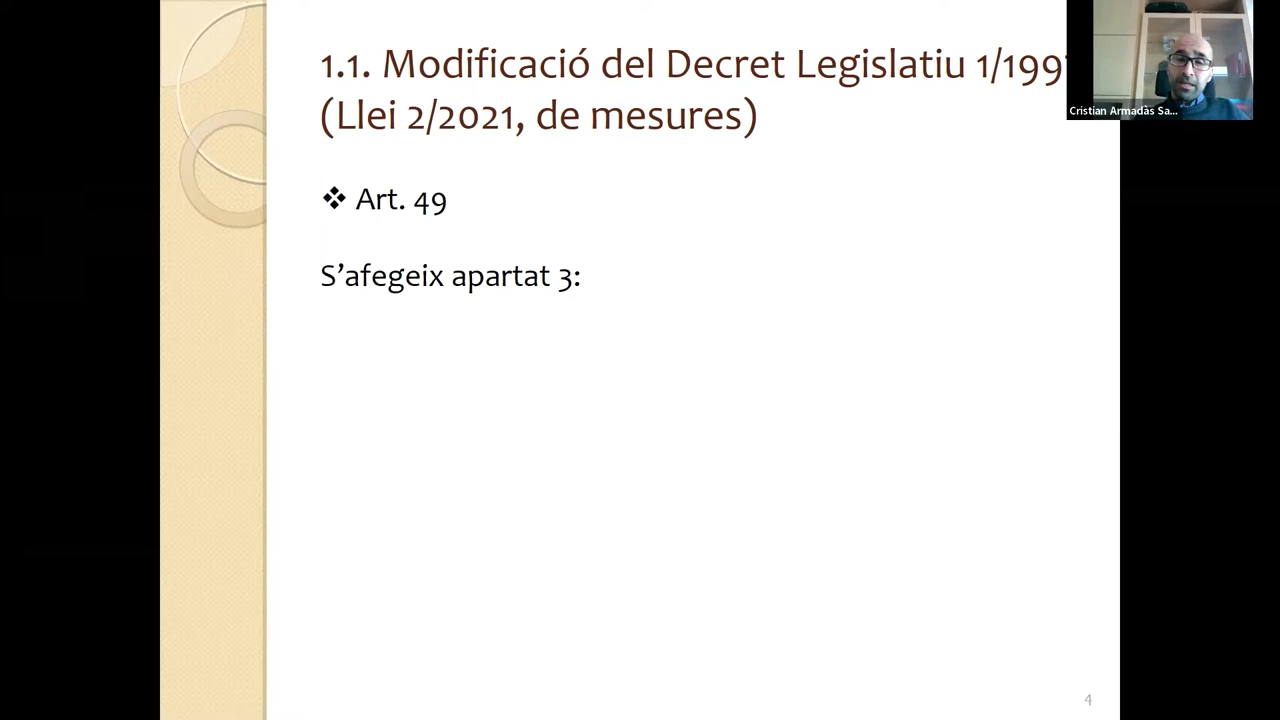 1.1. Modificació del Decret Legislatiu 1/199
(Llei 2/2021, de mesures)
Cristian Armadàs Sa...
❖ Art. 49
S’afegeix apartat 3:
4